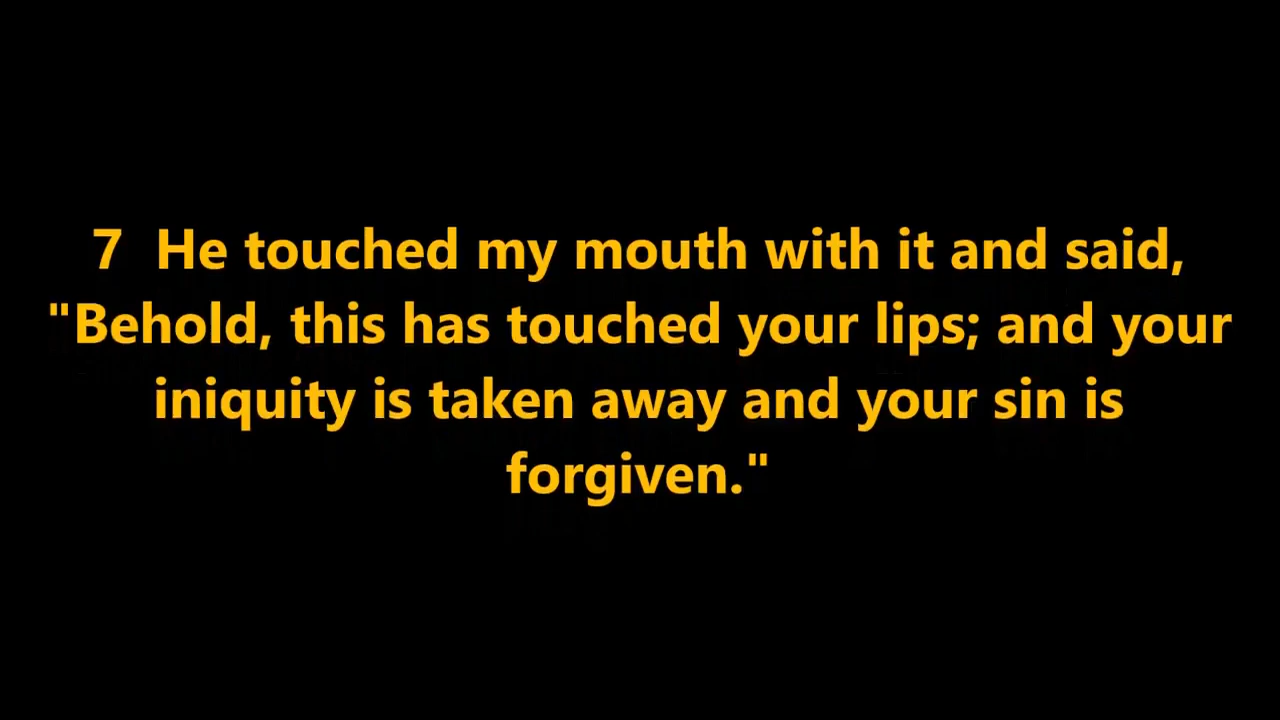 7  He touched my mouth with it and said,
"Behold, this has touched your lips; and your
iniquity is taken away and your sin is
forgiven."